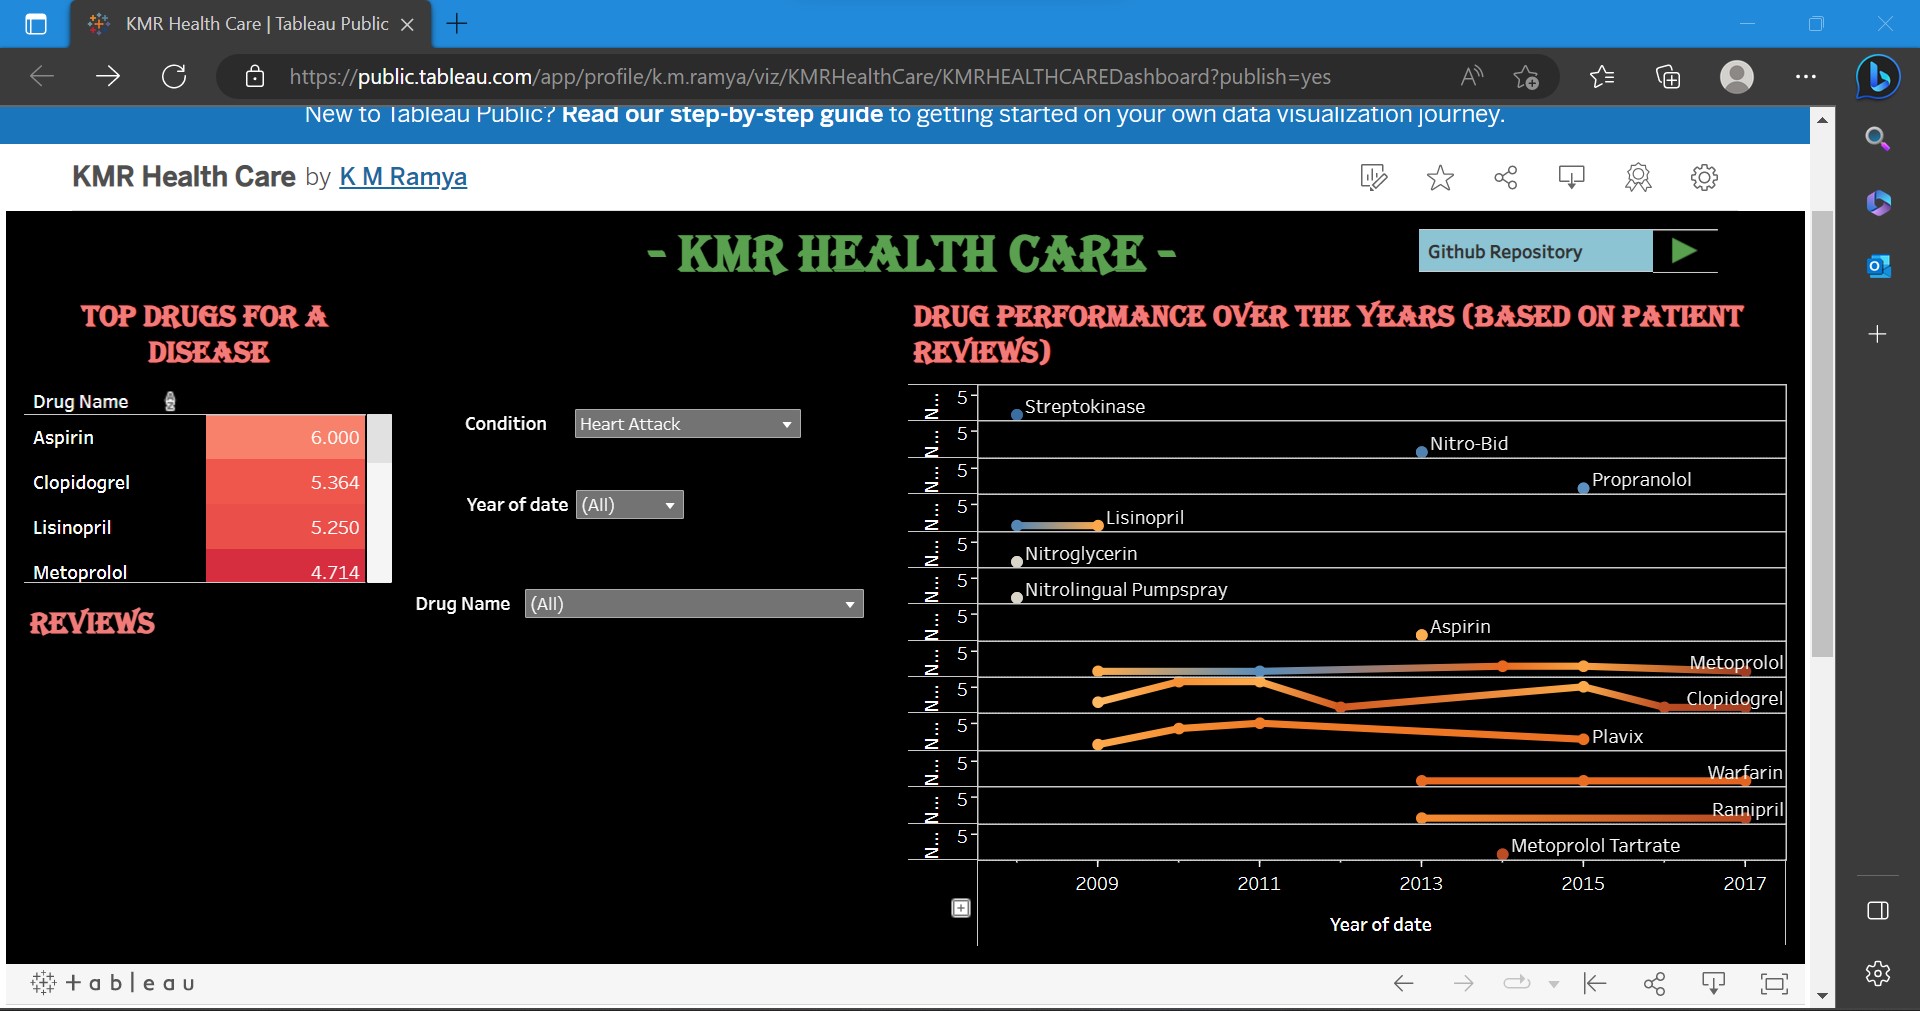 KMR Health Care | Tableau Public
https://public.tableau.com/app/profile/k.m.ramya/viz/KMRHealthCare/KMRHEALTHCAREDashboard?publish=yes
New to Tableau Public? Read our step-by-step guide to getting started on your own data visualization journey.
KMR Health Care by K M Ramya
- KMR HEALTH CARE -
Github Repository
TOP DRUGS FOR A
DISEASE
Drug Name
Aspirin 6.000
Clopidogrel 5.364
Lisinopril 5.250
Metoprolol 4.714
REVIEWS
Condition Heart Attack
Year of date (All)
Drug Name (All)
DRUG PERFORMANCE OVER THE YEARS (BASED ON PATIENT
REVIEWS)
N... 5 Streptokinase
N... 5 Nitro-Bid
N... 5 Propranolol
N... 5 Lisinopril
N... 5 Nitroglycerin
N... 5 Nitrolingual Pumpspray
N... 5 Aspirin
N... 5 Metoprolol
N... 5 Clopidogrel
N... 5 Plavix
N... 5 Warfarin
N... 5 Ramipril
N... 5 Metoprolol Tartrate
2009 2011 2013 2015 2017
Year of date
+ a b l e a u